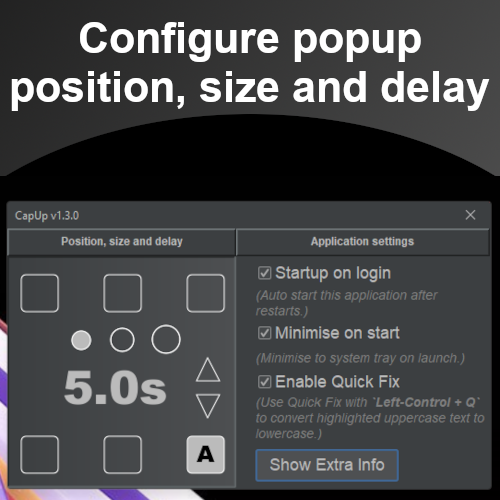 Configure popup
position, size and delay
CapUp v1.3.0
Position, size and delay
Application settings
Startup on login
(Auto start this application after
restarts.)
Minimise on start
(Minimise to system tray on launch.)
5.0s
Enable Quick Fix
(Use Quick Fix with `Left-Control + Q`
to convert highlighted uppercase text to
lowercase.)
A
Show Extra Info